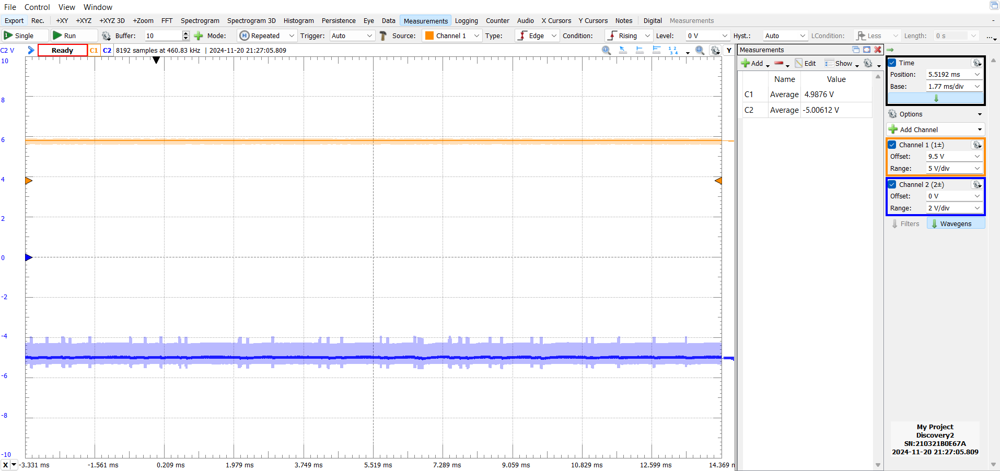 File Control View Window
Export Rec. +XY +XYZ +XYZ 3D +Zoom FFT Spectrogram Spectrogram 3D Histogram Persistence Eye Data Measurements Logging Counter Audio X Cursors Y Cursors Notes Digital Measurements
1 Single Run Buffer: 10 Mode: Repeated Trigger: Auto Source: Channel 1 Type: Edge Condition: Rising Level: 0 V Hyst.: Auto LCondition: Less Length: 0 s ...
C2 V Ready C1 C2 8192 samples at 460.83 kHz | 2024-11-20 21:27:05.809 1 2 3 4 Y
10
8
6
4
2
0
-2
-4
-6
-8
-10
X -3.331 ms -1.561 ms 0.209 ms 1.979 ms 3.749 ms 5.519 ms 7.289 ms 9.059 ms 10.829 ms 12.599 ms 14.369 m
Measurements
Add Edit Show
Name Value
C1 Average 4.9876 V
C2 Average -5.00612 V
Time
Position: 5.5192 ms
Base: 1.77 ms/div
Options
Add Channel
Channel 1 (1±)
Offset: 9.5 V
Range: 5 V/div
Channel 2 (2±)
Offset: 0 V
Range: 2 V/div
Filters Wavegens
My Project
Discovery2
SN:210321B0E67A
2024-11-20 21:27:05.809